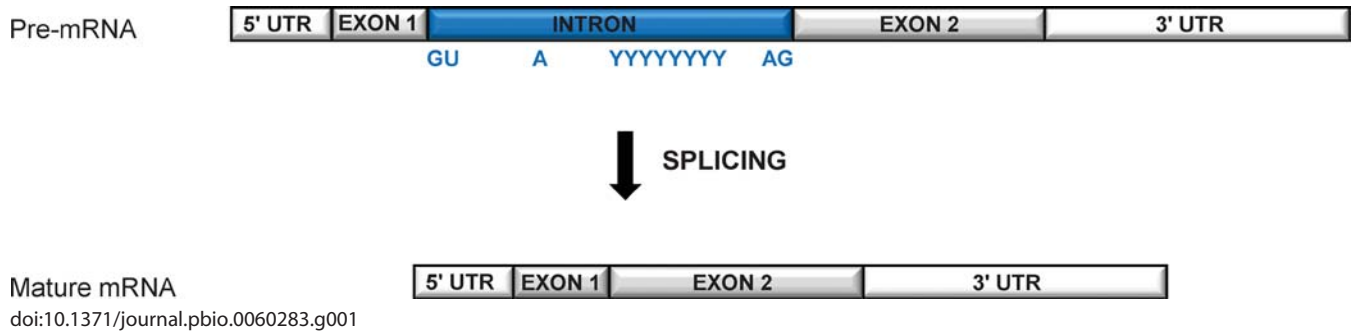 Pre-mRNA
5' UTR EXON 1 INTRON EXON 2 3' UTR
GU A YYYYYYYY AG
SPLICING
Mature mRNA
5' UTR EXON 1 EXON 2 3' UTR
doi:10.1371/journal.pbio.0060283.g001